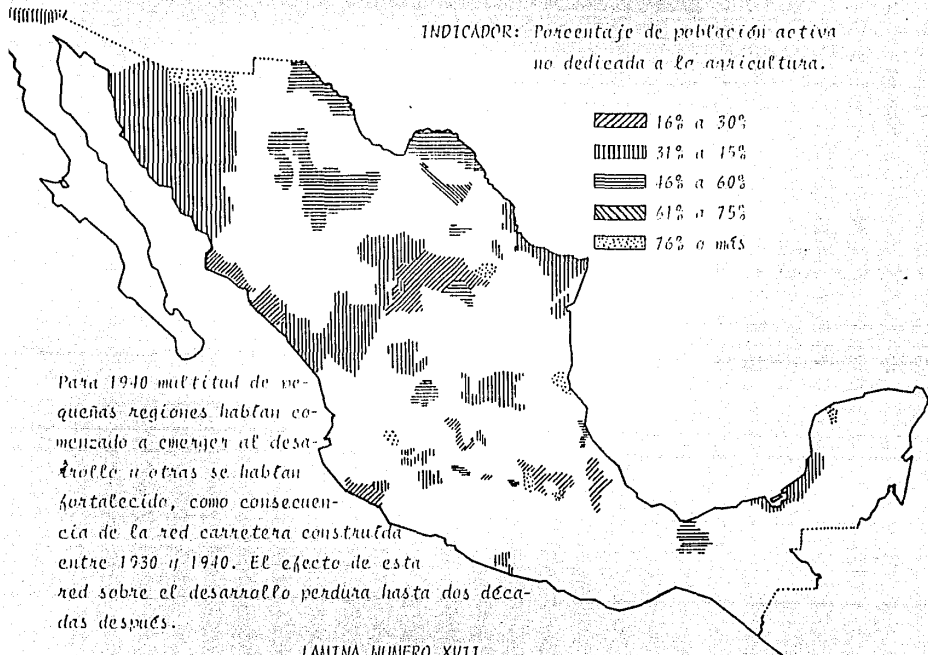 INDICADOR: Porcentaje de población activa
no dedicada a la agricultura.
16% a 30%
31% a 45%
46% a 60%
61% a 75%
76% o más
Para 1940 multitud de pe-
queñas regiones habían co-
menzado a emerger al desa-
rrollo y otras se habían
fortalecido, como consecuen-
cia de la red carretera construída
entre 1930 y 1940. El efecto de esta
red sobre el desarrollo perdura hasta dos déca-
das después.
LAMINA NUMERO XVII